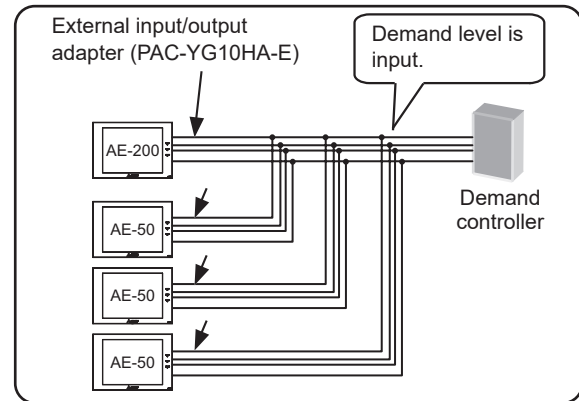 External input/output
adapter (PAC-YG10HA-E)
Demand level is
input.
AE-200
AE-50
AE-50
AE-50
Demand
controller